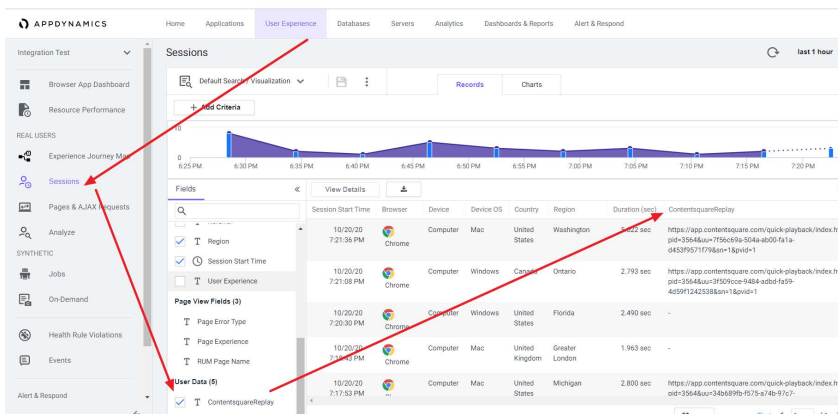 APPDYNAMICS
Home Applications User Experience Databases Servers Analytics Dashboards & Reports Alert & Respond
Integration Test
Sessions
last 1 hour
Default Search / Visualization
Records Charts
+ Add Criteria
Browser App Dashboard
Resource Performance
REAL USERS
Experience Journey Map
Sessions
Pages & AJAX Requests
Analyze
SYNTHETIC
Jobs
On-Demand
Health Rule Violations
Events
Alert & Respond
10
0
6:25 PM 6:30 PM 6:35 PM 6:40 PM 6:45 PM 6:50 PM 6:55 PM 7:00 PM 7:05 PM 7:10 PM 7:15 PM 7:20 PM
Fields
View Details
T Region
Session Start Time
T User Experience
Page View Fields (3)
T Page Error Type
T Page Experience
T RUM Page Name
User Data (5)
T ContentsquareReplay
Session Start Time Browser Device Device OS Country Region Duration (sec) ContentsquareReplay
10/20/20 7:21:36 PM Chrome Computer Mac United States Washington 5.022 sec https://app.contentsquare.com/quick-playback/index.h
pid=3564&uu=7f56c69a-504a-ab00-fa1a-
d453f9571f79&sn=1&pvid=1
10/20/20 7:21:08 PM Chrome Computer Windows Canada Ontario 2.793 sec https://app.contentsquare.com/quick-playback/index.h
pid=3564&uu=3f509cce-9484-adbd-fa59-
4d59f1242538&sn=1&pvid=1
10/20/20 7:20:30 PM Chrome Computer Windows United States Florida 2.490 sec -
10/20/20 7:18:43 PM Chrome Computer Mac United Kingdom Greater London 1.963 sec -
10/20/20 7:17:53 PM Computer Mac United States Michigan 2.800 sec https://app.contentsquare.com/quick-playback/index.h
pid=3564&uu=34b689fb-f575-a74b-97c7-